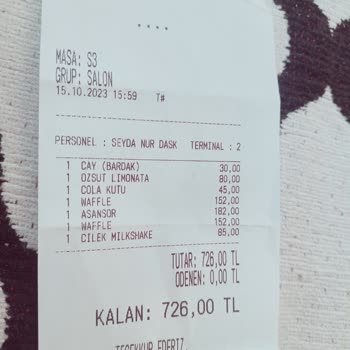 ****
MASA: S3
GRUP: SALON
15.10.2023 15:59 T#
PERSONEL : SEYDA NUR DASK TERMINAL : 2
1 CAY (BARDAK) 30,00
1 OZSUT LIMONATA 80,00
1 COLA KUTU 45,00
1 WAFFLE 152,00
1 ASANSOR 182,00
1 WAFFLE 152,00
1 CILEK MILKSHAKE 85,00
TUTAR: 726,00 TL
ODENEN: 0,00 TL
KALAN: 726,00 TL
TESEKKUR EDERIZ